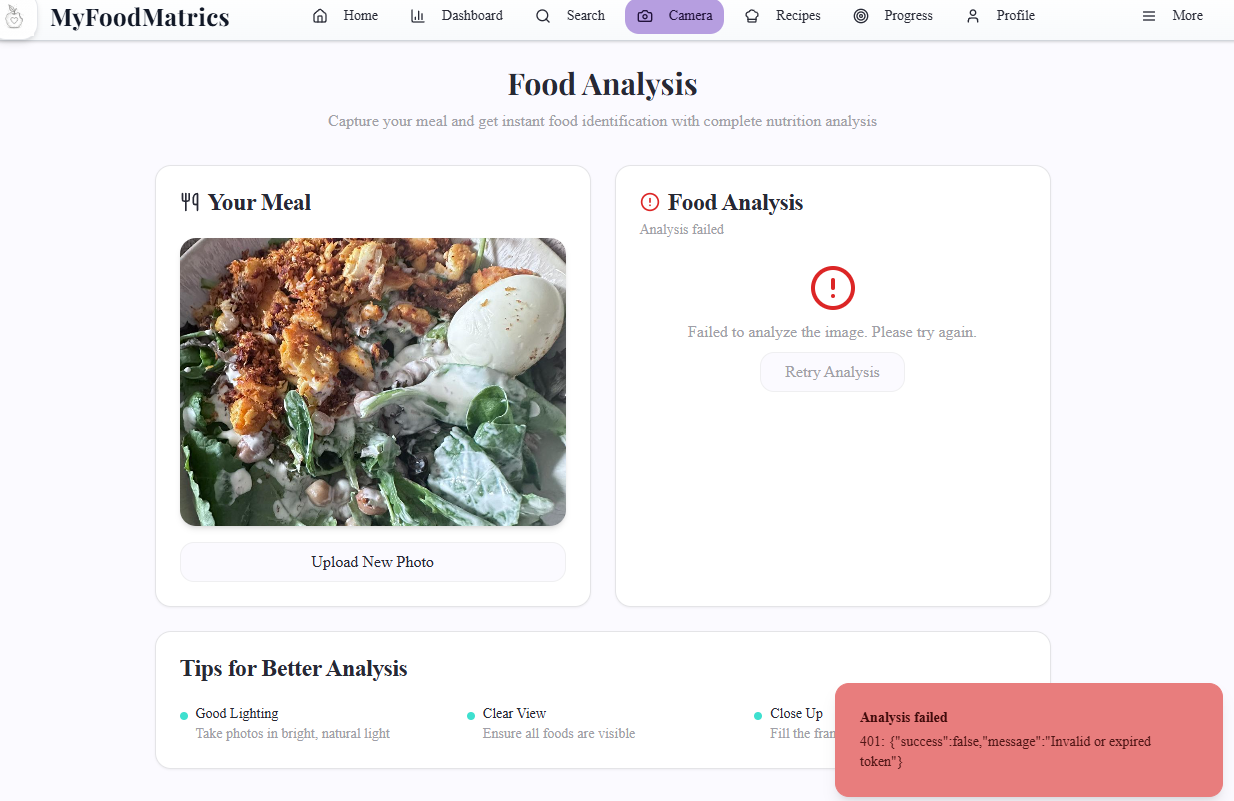 MyFoodMatrics
Home
Dashboard
Search
Camera
Recipes
Progress
Profile
More
Food Analysis
Capture your meal and get instant food identification with complete nutrition analysis
Your Meal
Upload New Photo
Food Analysis
Analysis failed
Failed to analyze the image. Please try again.
Retry Analysis
Tips for Better Analysis
Good Lighting
Take photos in bright, natural light
Clear View
Ensure all foods are visible
Close Up
Fill the
Analysis failed
401: {"success":false,"message":"Invalid or expired
token"}